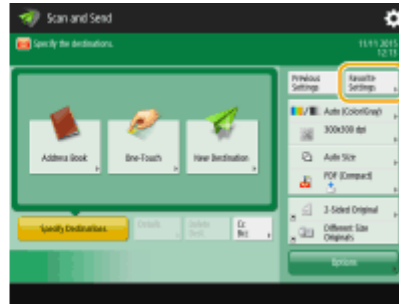 Scan and Send
Specify the destinations.
11/11 2015
12:15
Previous
Settings
Favorite
Settings
Auto (Color/Gray)
300x300 dpi
Address Book
One-Touch
New Destination
Auto Size
PDF (Compact)
2-Sided Original
Specify Destinations
Details
Delete
Dest.
Cc
Bcc
Different Size
Originals
Options